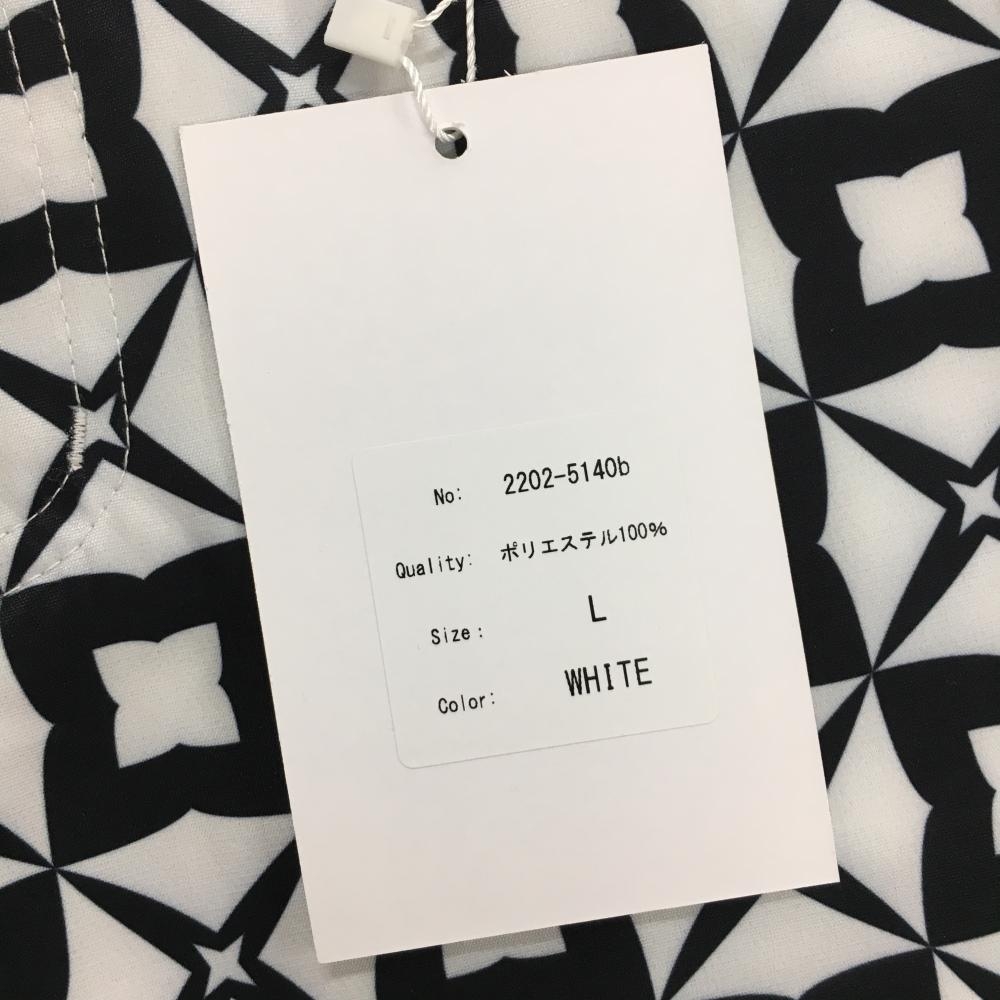 No: 2202-5140b
Quality: ポリエステル100%
Size: L
Color: WHITE